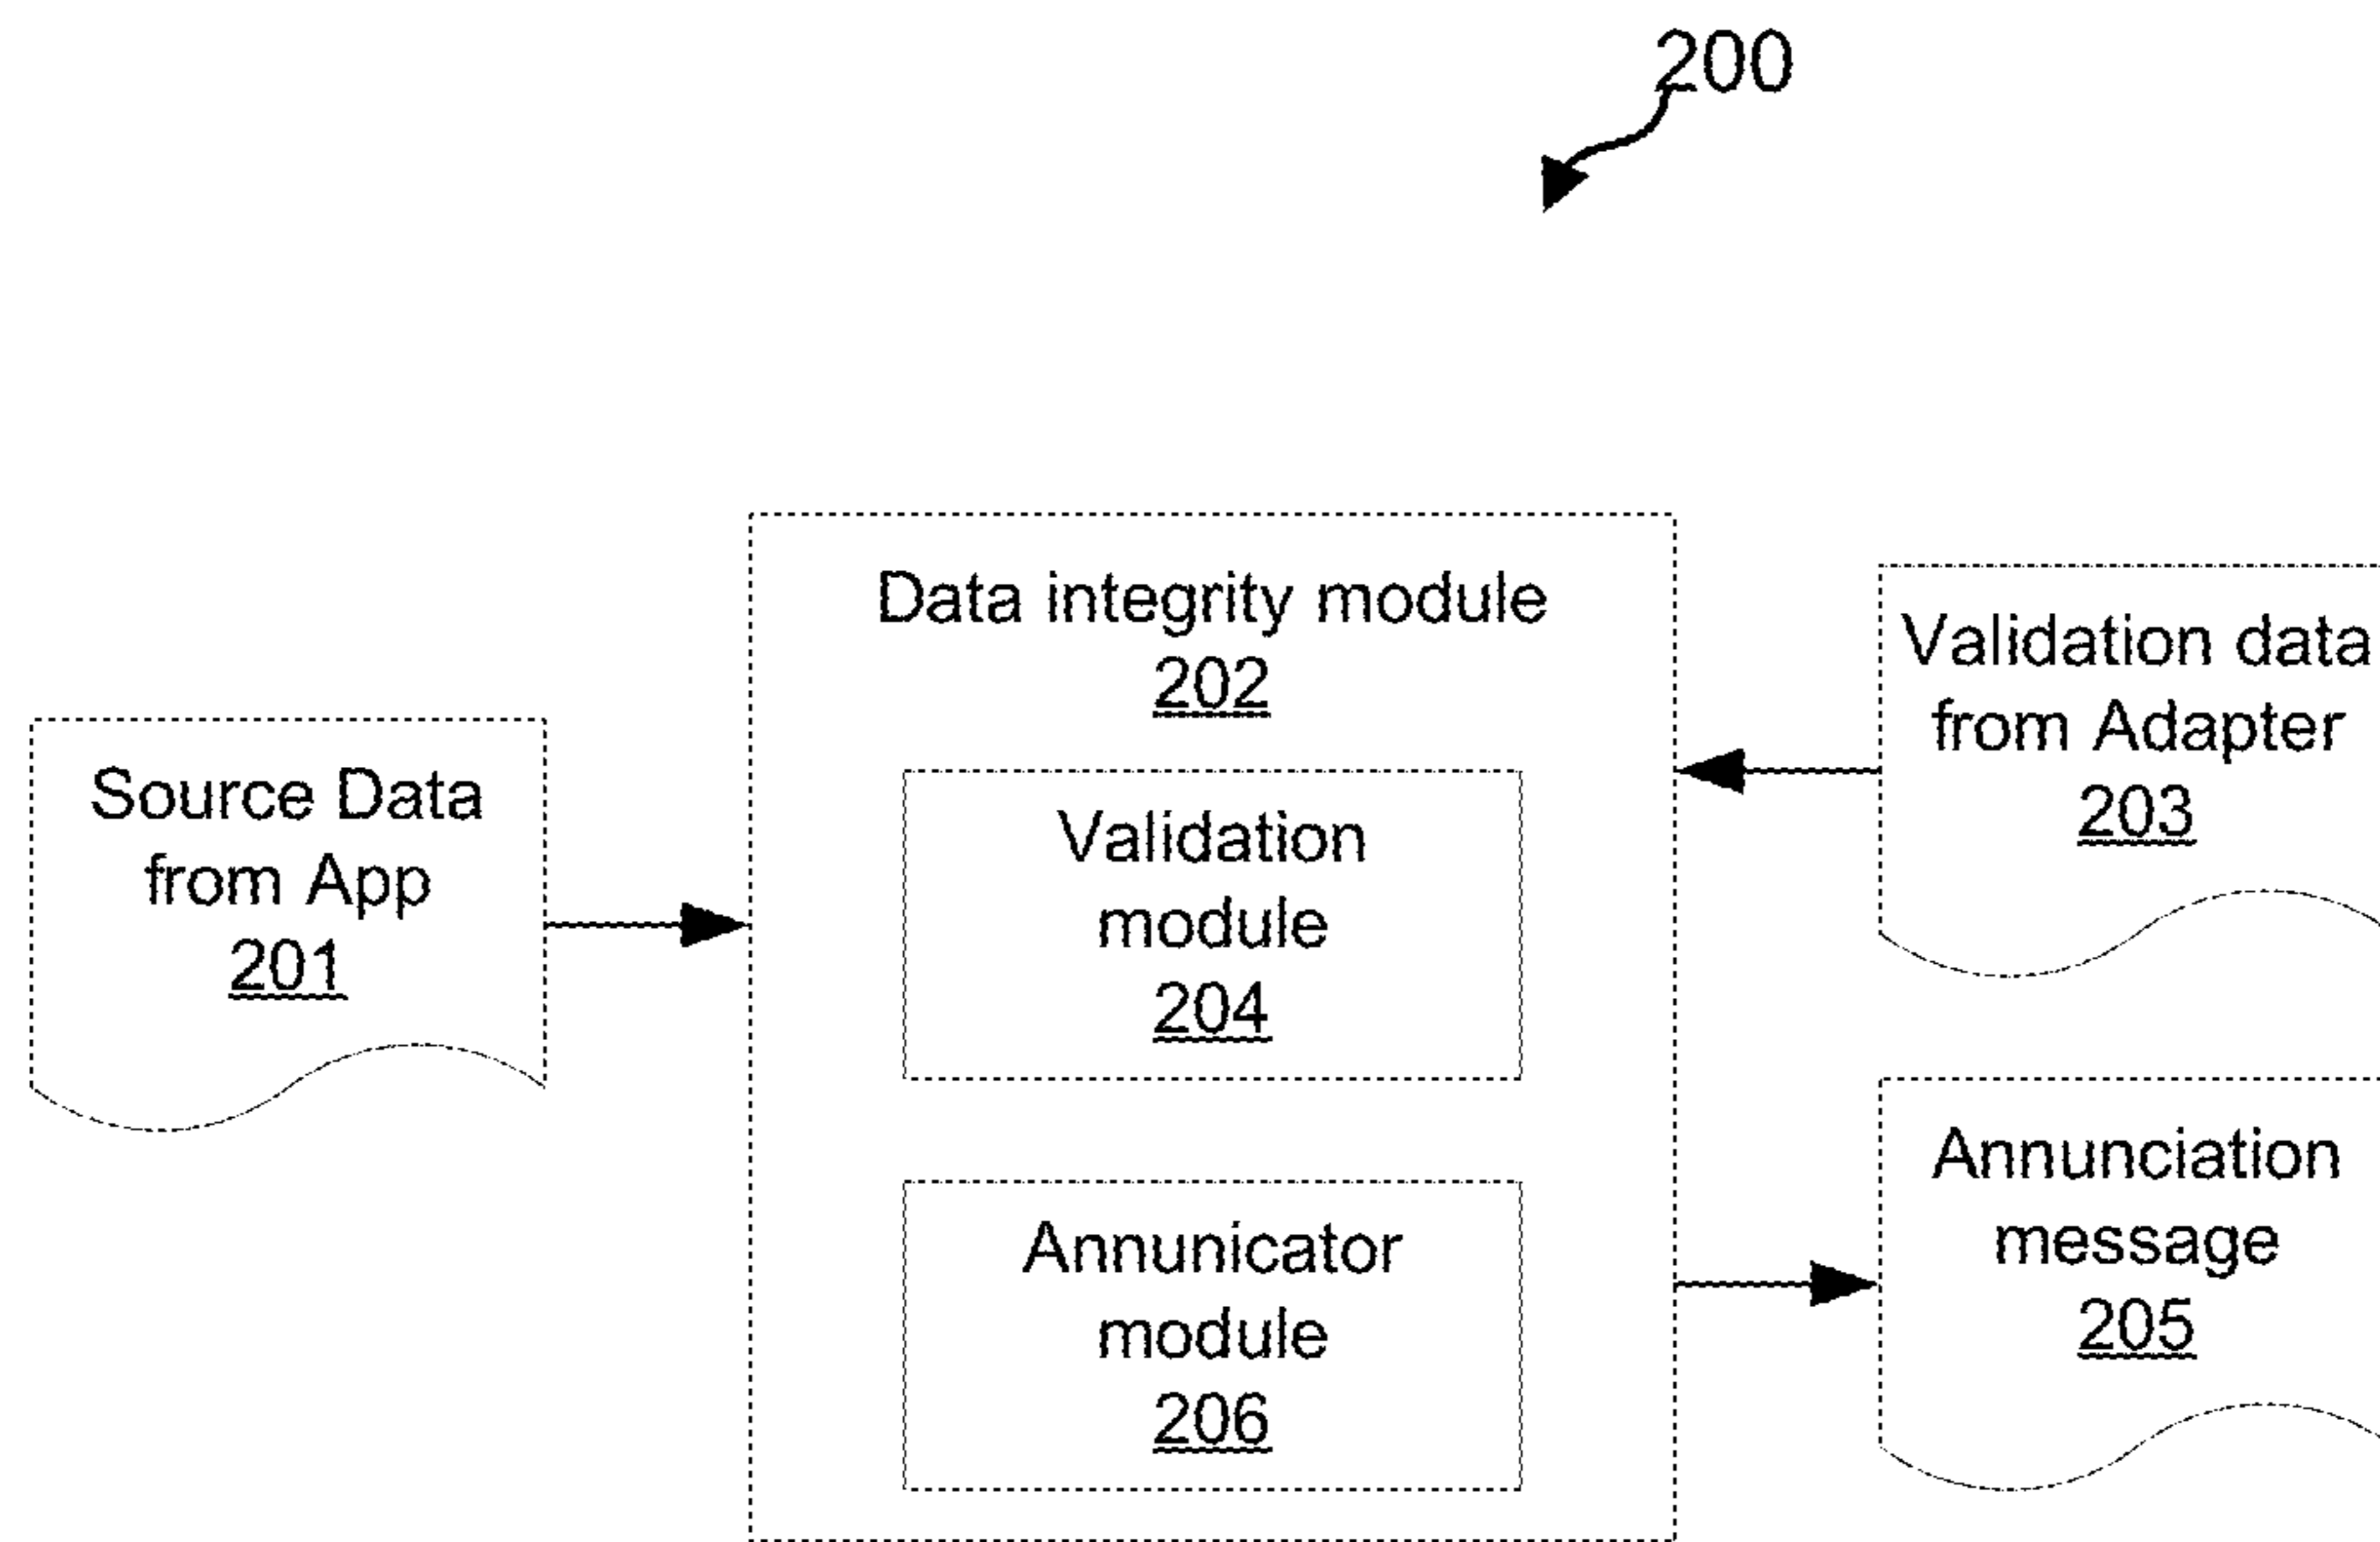 200
Source Data
from App
201
Data integrity module
202
Validation
module
204
Annunicator
module
206
Validation data
from Adapter
203
Annunciation
message
205